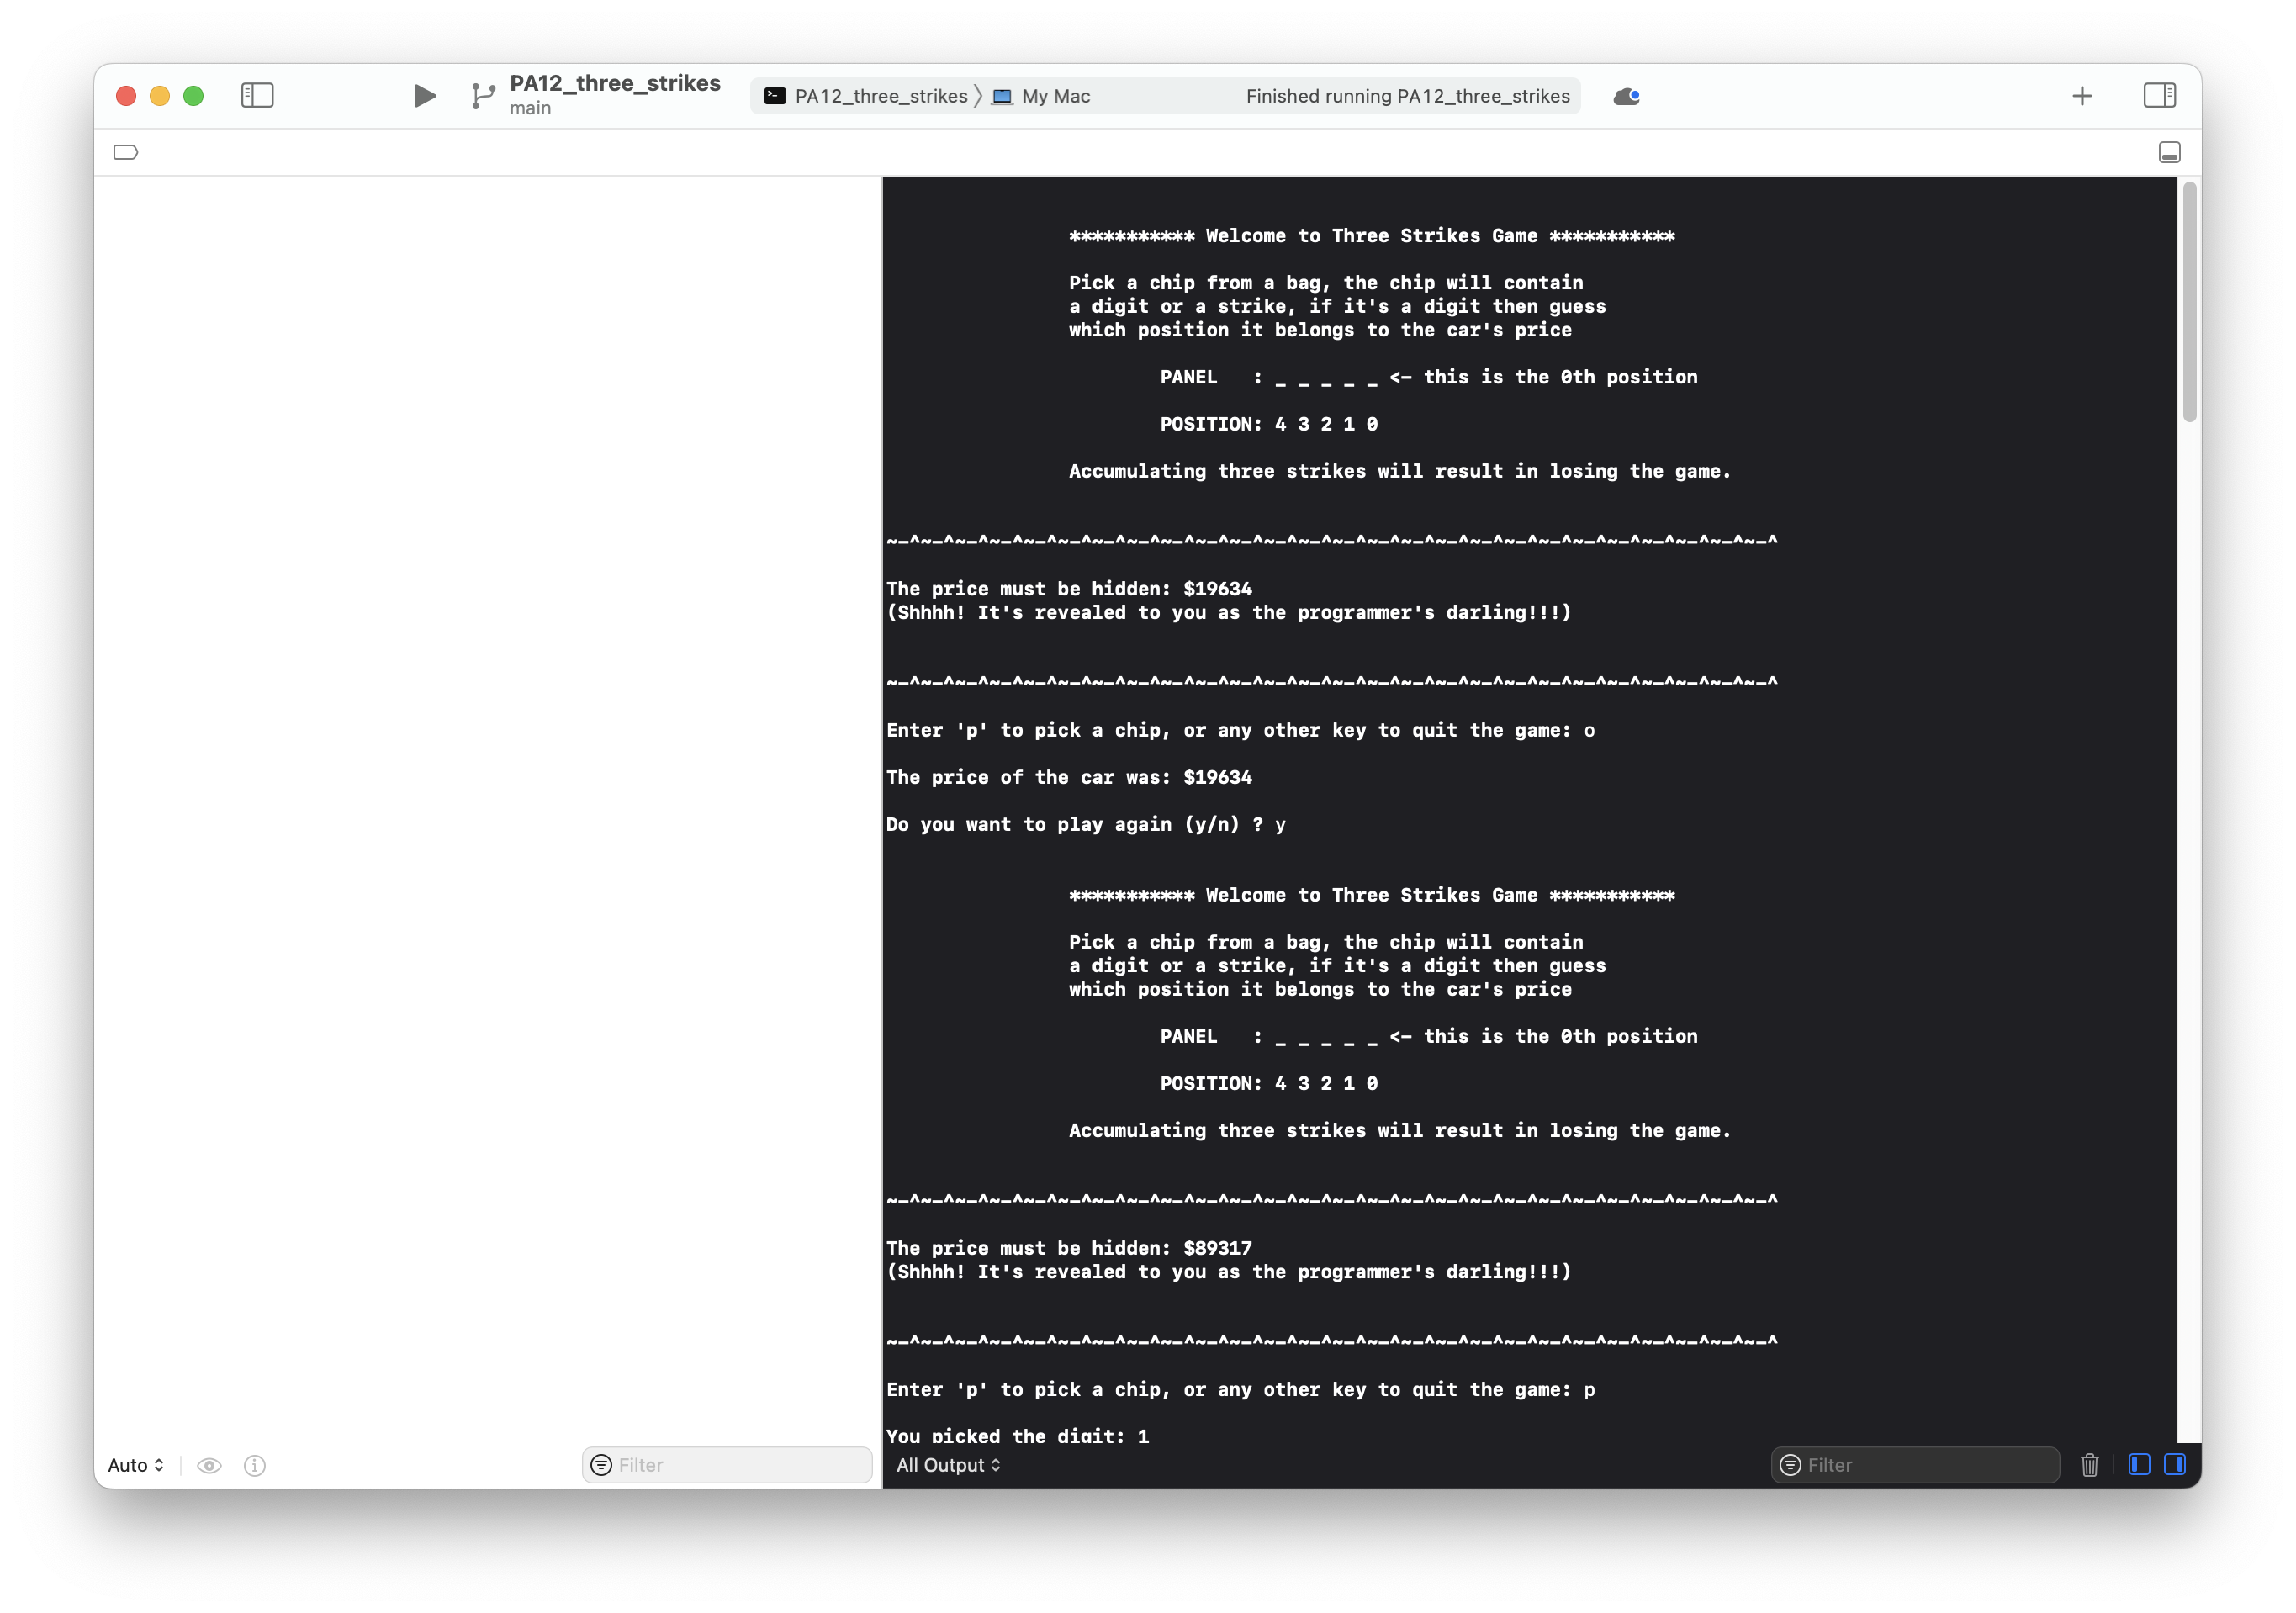 PA12_three_strikes
main
PA12_three_strikes 〉 My Mac Finished running PA12_three_strikes
*********** Welcome to Three Strikes Game ***********
Pick a chip from a bag, the chip will contain
a digit or a strike, if it's a digit then guess
which position it belongs to the car's price
PANEL   : _ _ _ _ _ <- this is the 0th position
POSITION: 4 3 2 1 0
Accumulating three strikes will result in losing the game.
~-^~-^~-^~-^~-^~-^~-^~-^~-^~-^~-^~-^~-^~-^~-^~-^~-^~-^~-^~-^~-^~-^~-^~-^~-^~-^
The price must be hidden: $19634
(Shhhh! It's revealed to you as the programmer's darling!!!)
~-^~-^~-^~-^~-^~-^~-^~-^~-^~-^~-^~-^~-^~-^~-^~-^~-^~-^~-^~-^~-^~-^~-^~-^~-^~-^
Enter 'p' to pick a chip, or any other key to quit the game: o
The price of the car was: $19634
Do you want to play again (y/n) ? y
*********** Welcome to Three Strikes Game ***********
Pick a chip from a bag, the chip will contain
a digit or a strike, if it's a digit then guess
which position it belongs to the car's price
PANEL   : _ _ _ _ _ <- this is the 0th position
POSITION: 4 3 2 1 0
Accumulating three strikes will result in losing the game.
~-^~-^~-^~-^~-^~-^~-^~-^~-^~-^~-^~-^~-^~-^~-^~-^~-^~-^~-^~-^~-^~-^~-^~-^~-^~-^
The price must be hidden: $89317
(Shhhh! It's revealed to you as the programmer's darling!!!)
~-^~-^~-^~-^~-^~-^~-^~-^~-^~-^~-^~-^~-^~-^~-^~-^~-^~-^~-^~-^~-^~-^~-^~-^~-^~-^
Enter 'p' to pick a chip, or any other key to quit the game: p
You picked the digit: 1
Auto Filter All Output Filter